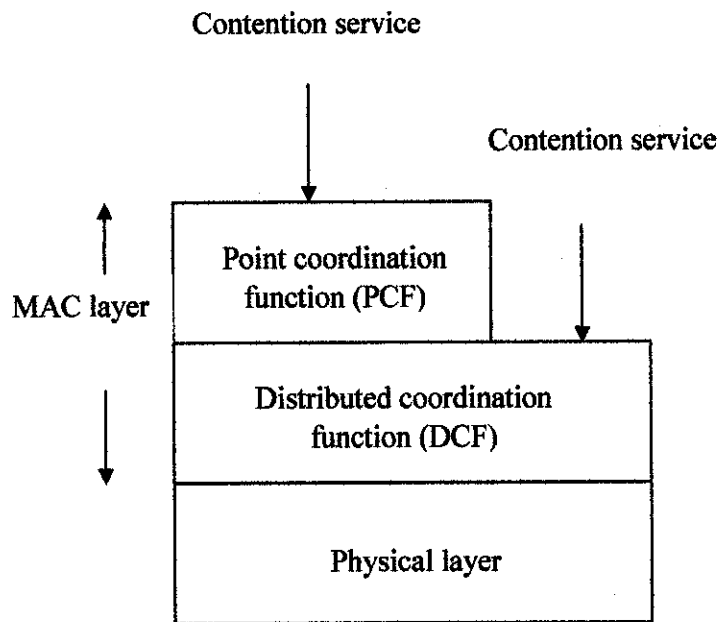 Contention service
Contention service
Point coordination
function (PCF)
MAC layer
Distributed coordination
function (DCF)
Physical layer